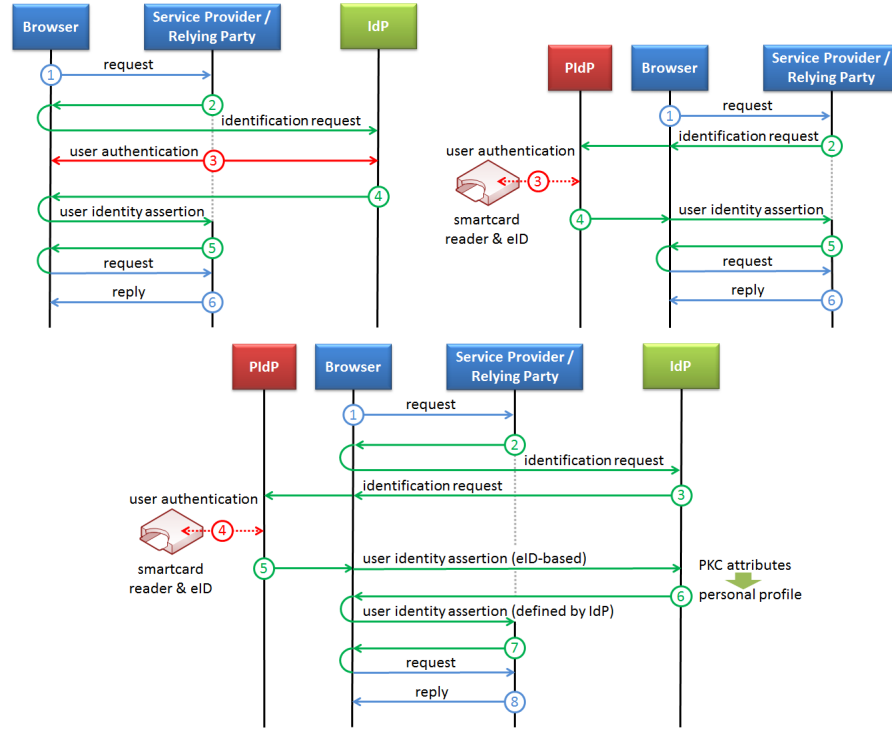 Browser
Service Provider /
Relying Party
IdP
1
request
2
identification request
user authentication
3
4
user identity assertion
5
request
reply
6
PIdP
Browser
Service Provider /
Relying Party
1
request
identification request
2
user authentication
3
smartcard
reader & eID
4
user identity assertion
5
request
reply
6
PIdP
Browser
Service Provider /
Relying Party
IdP
1
request
2
identification request
identification request
3
user authentication
4
smartcard
reader & eID
5
user identity assertion (eID-based)
PKC attributes
6
personal profile
user identity assertion (defined by IdP)
7
request
reply
8